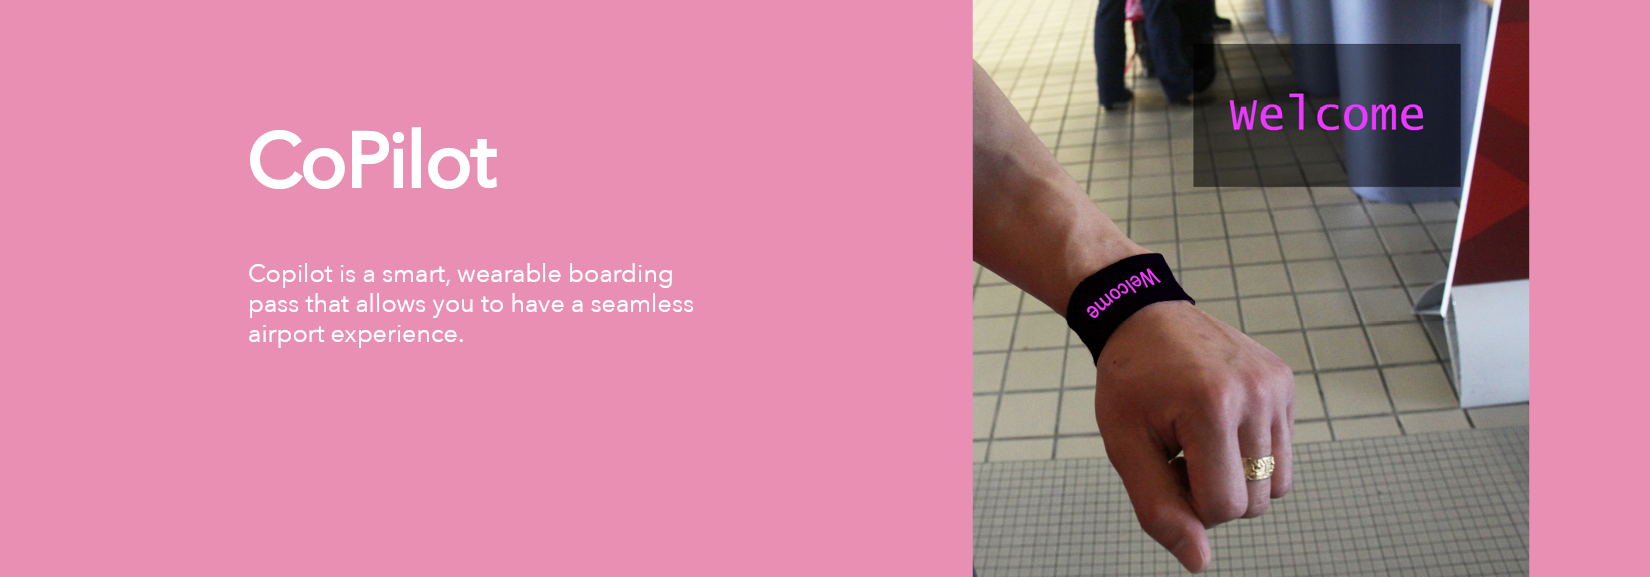 CoPilot
Copilot is a smart, wearable boarding
pass that allows you to have a seamless
airport experience.
Welcome
Welcome